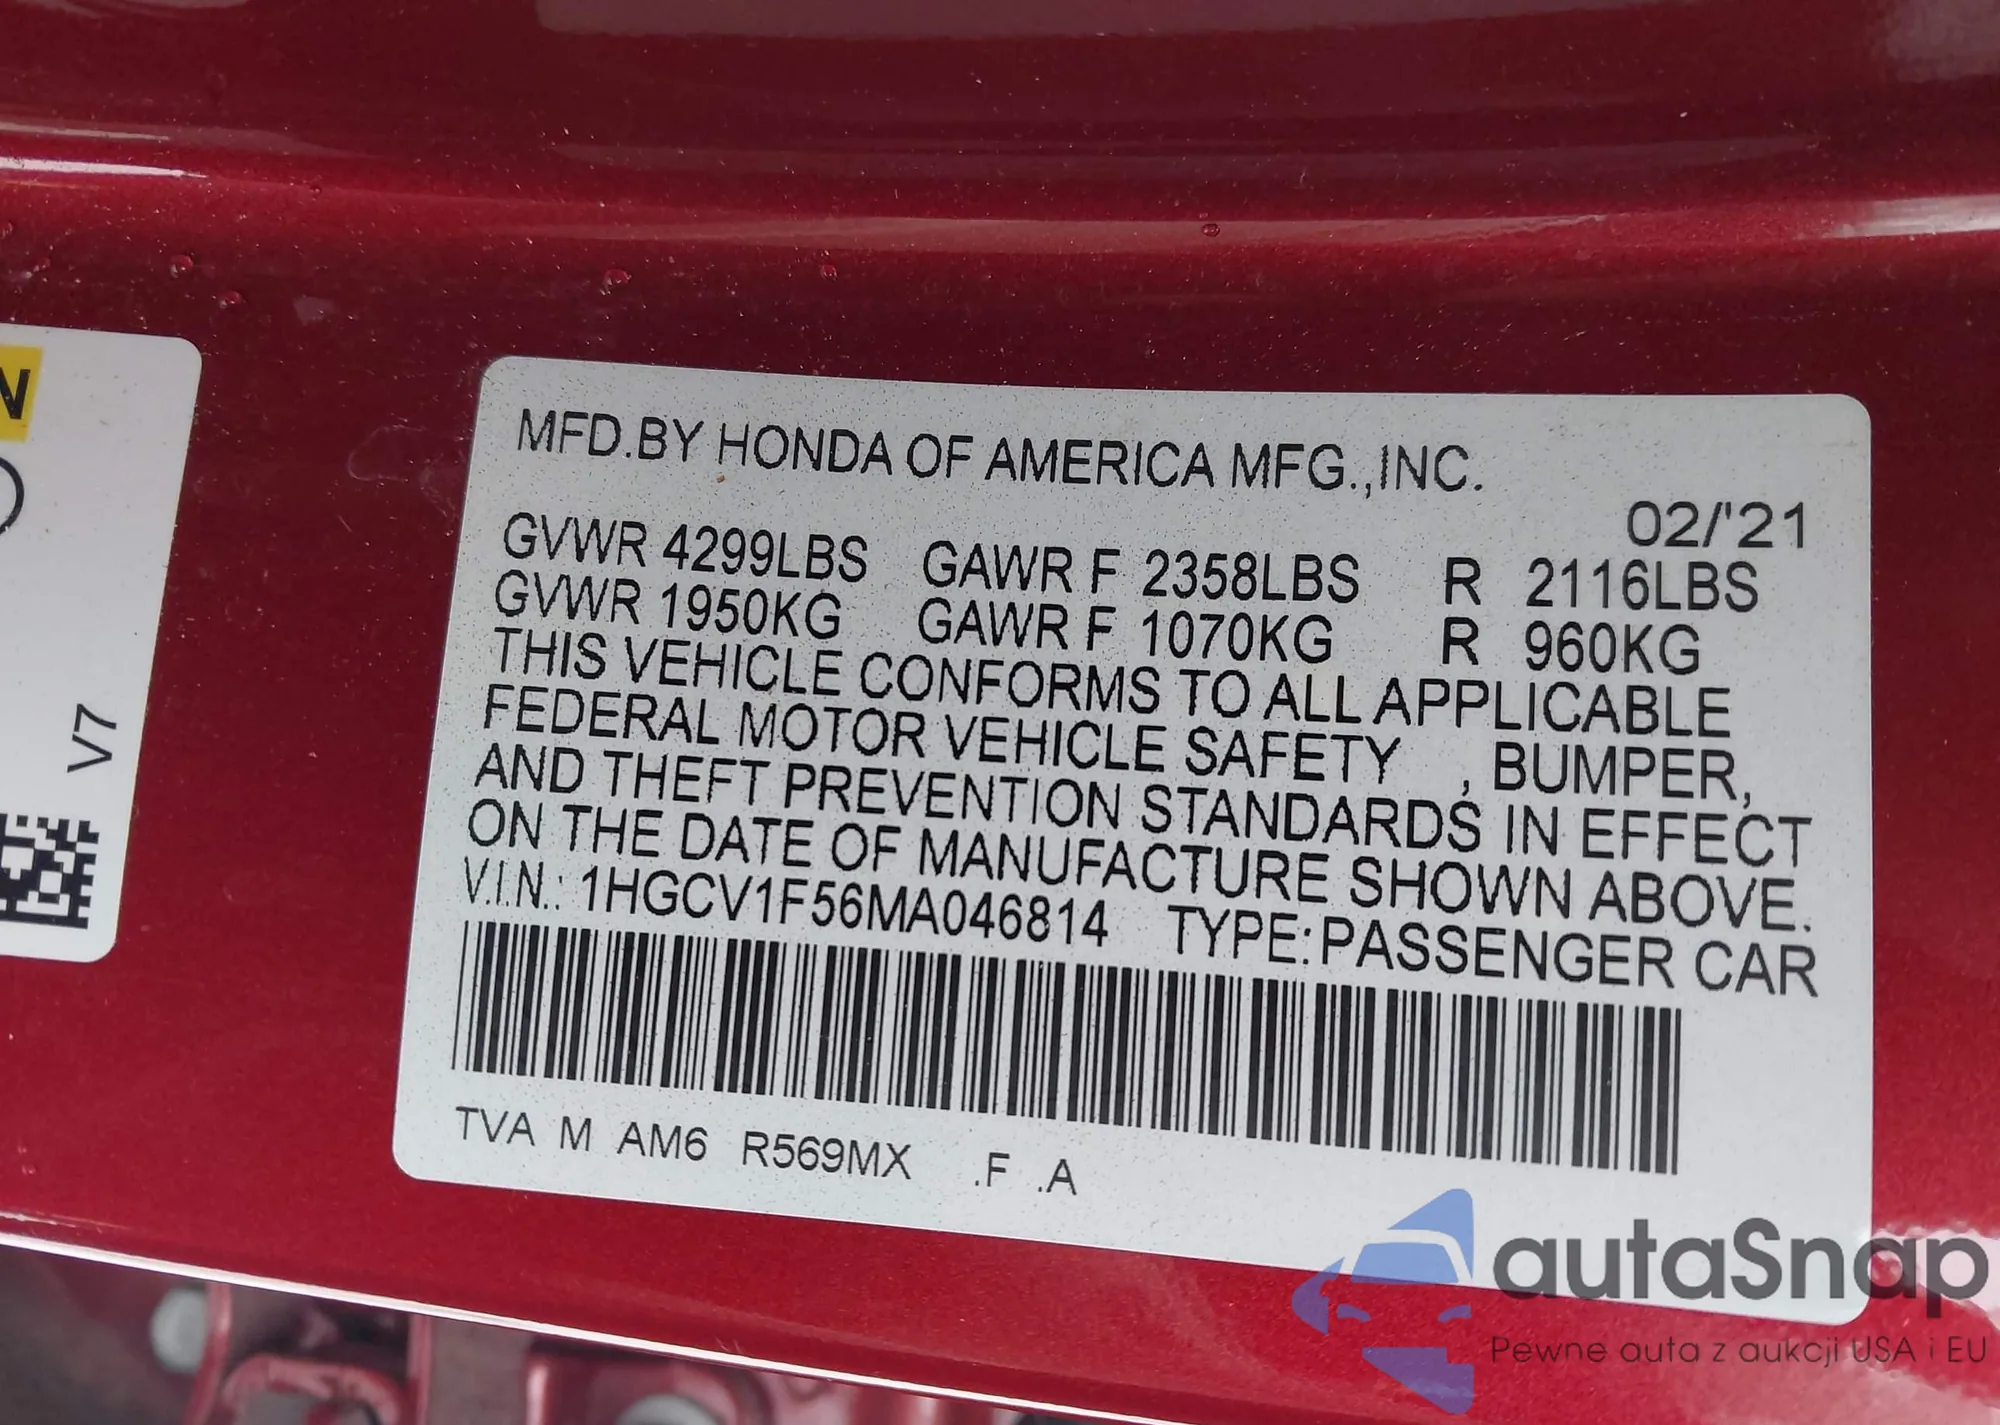 N
V7
MFD.BY HONDA OF AMERICA MFG.,INC.
02/'21
GVWR 4299LBS GAWR F 2358LBS R 2116LBS
GVWR 1950KG GAWR F 1070KG R 960KG
THIS VEHICLE CONFORMS TO ALL APPLICABLE
FEDERAL MOTOR VEHICLE SAFETY , BUMPER,
AND THEFT PREVENTION STANDARDS IN EFFECT
ON THE DATE OF MANUFACTURE SHOWN ABOVE.
V.I.N.: 1HGCV1F56MA046814 TYPE:PASSENGER CAR
TVA M AM6 R569MX .F .A
autaSnap
Pewne auta z aukcji USA i EU